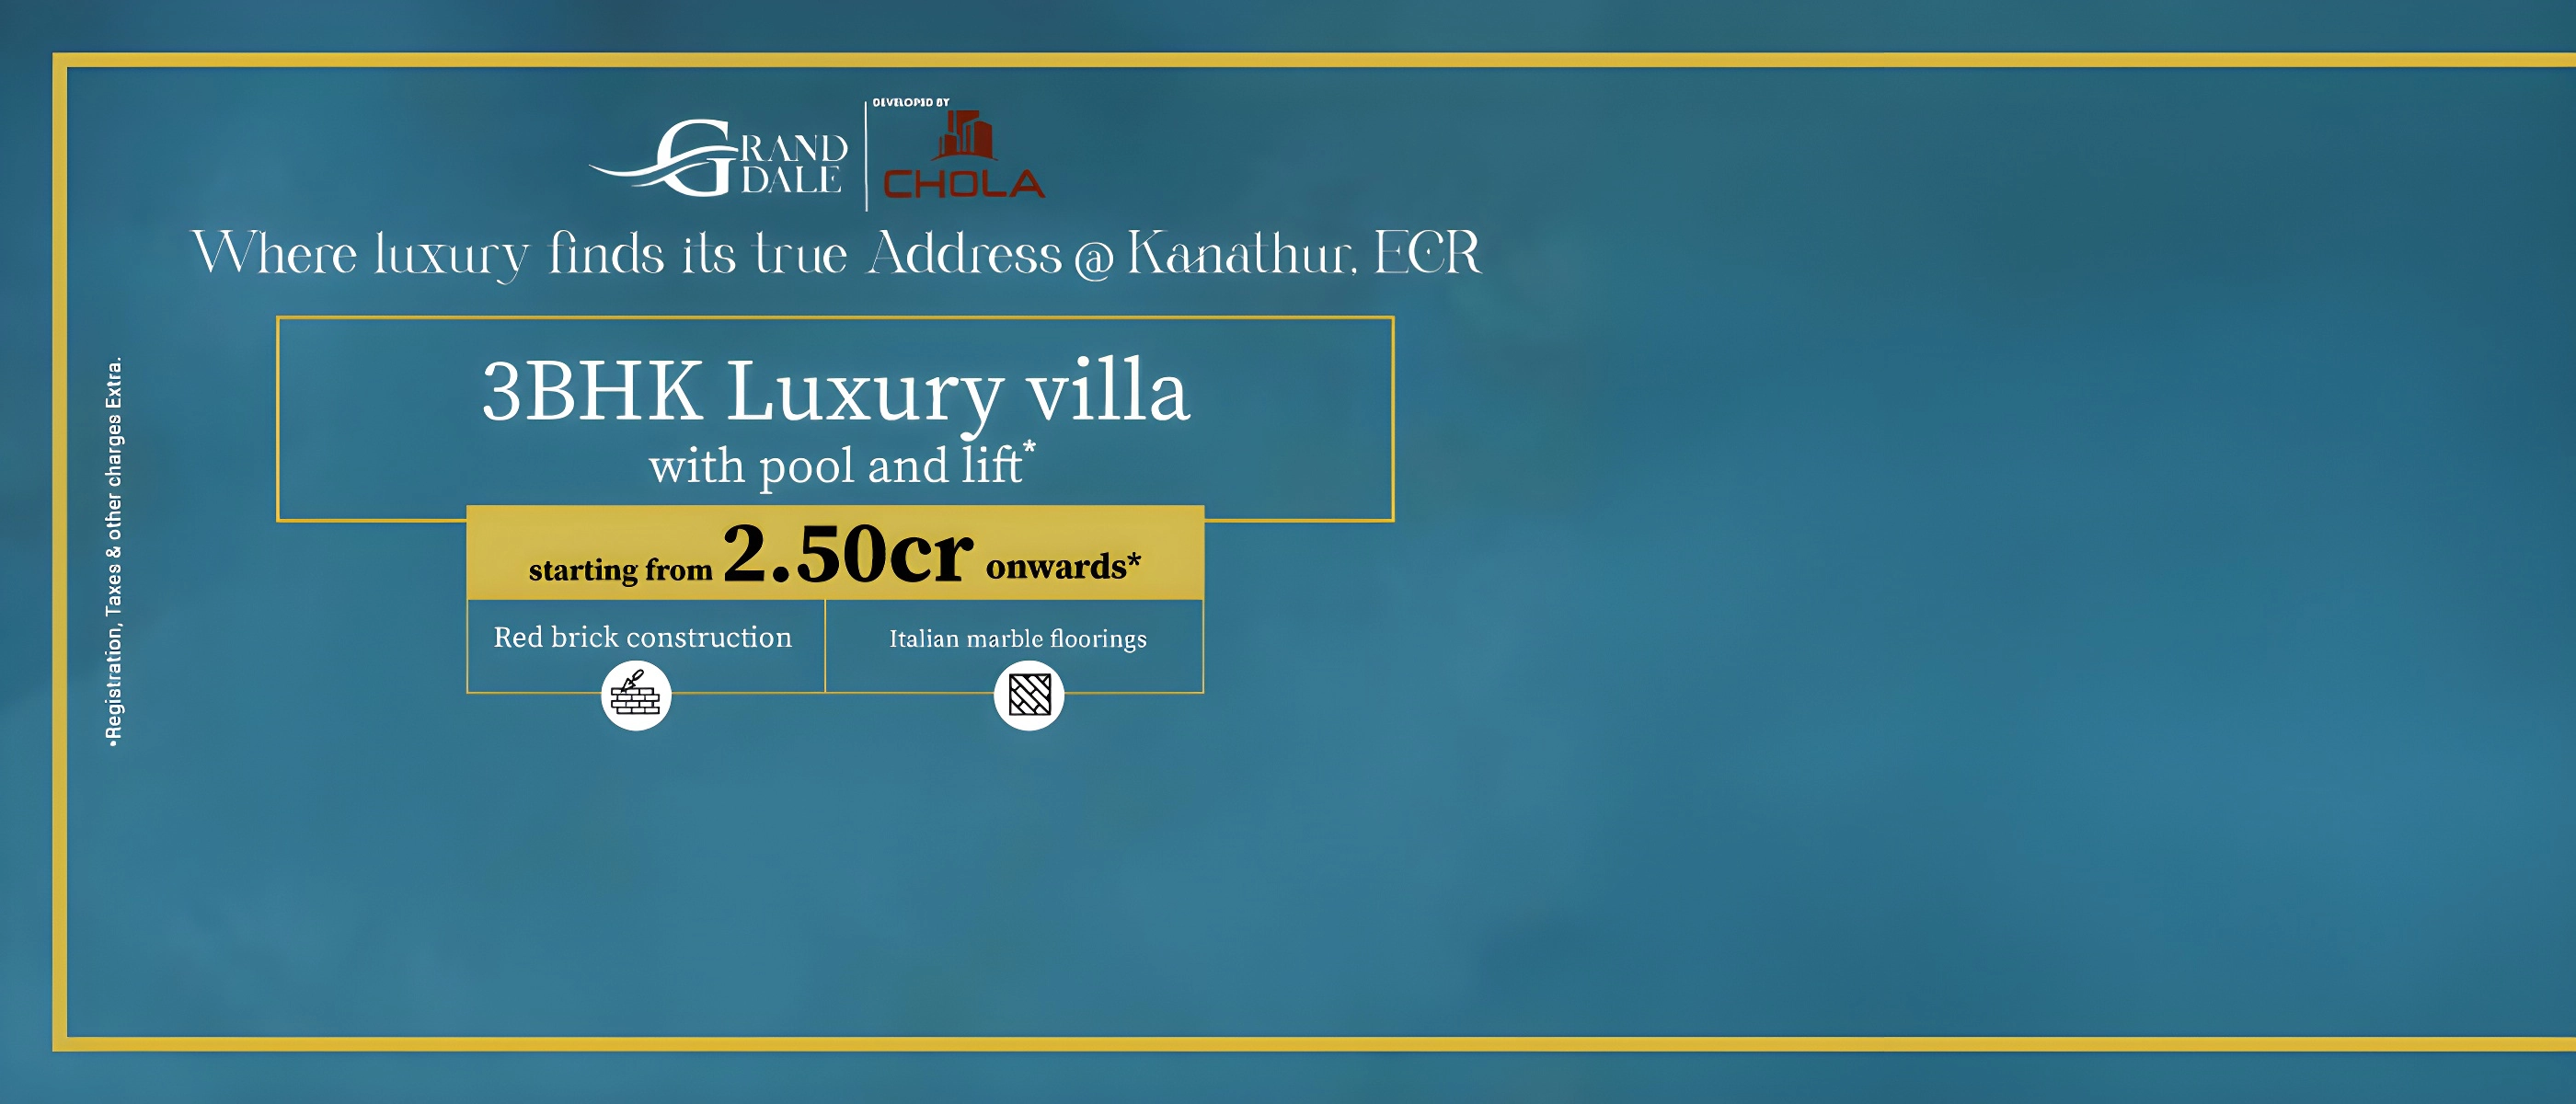 GRAND
DALE
DEVELOPED BY
CHOLA
Where luxury finds its true Address @ Kanathur, ECR
3BHK Luxury villa
with pool and lift*
starting from 2.50cr onwards*
Red brick construction
Italian marble floorings
•Registration, Taxes & other charges Extra.